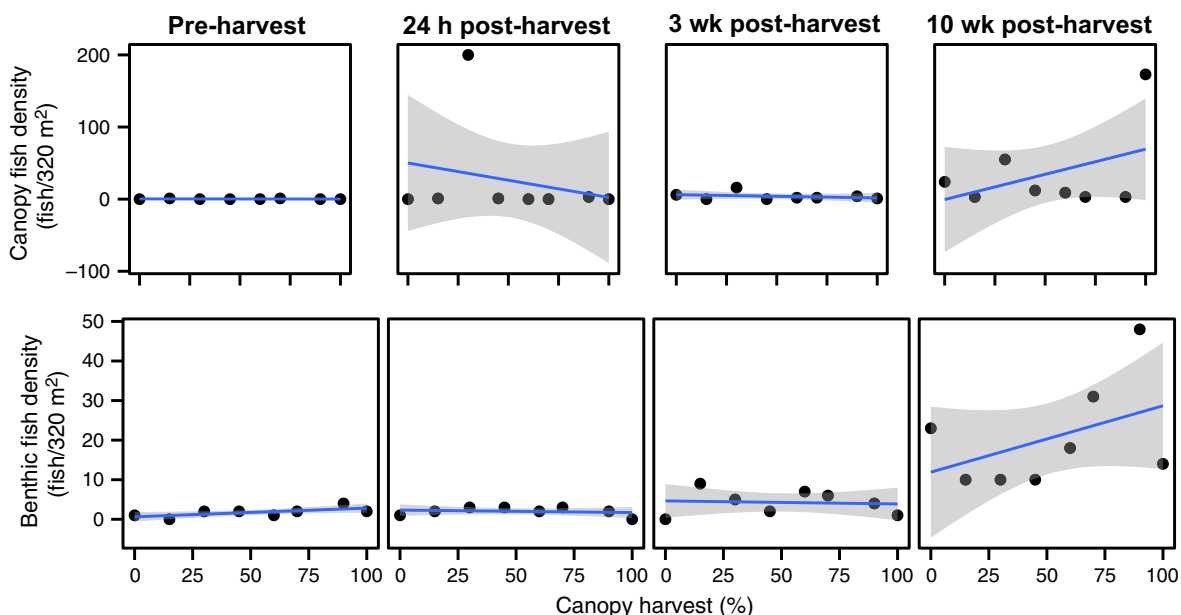 Pre-harvest
24 h post-harvest
3 wk post-harvest
10 wk post-harvest
Canopy fish density
(fish/320 m²)
200
100
0
–100
Benthic fish density
(fish/320 m²)
50
40
30
20
10
0
0 25 50 75 100
0 25 50 75 100
0 25 50 75 100
0 25 50 75 100
Canopy harvest (%)